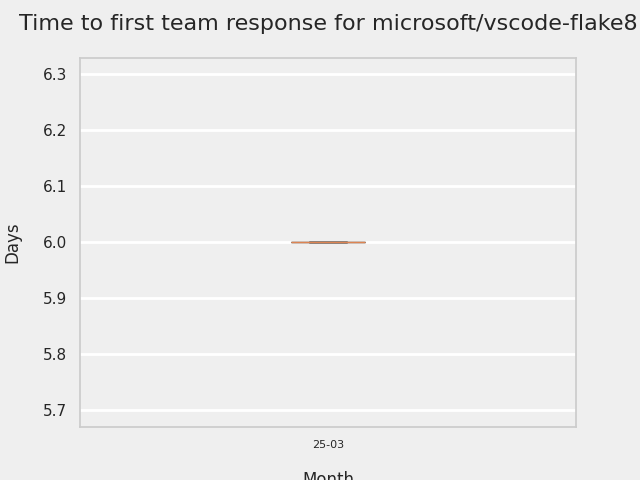 Time to first team response for microsoft/vscode-flake8
6.3
6.2
6.1
6.0
5.9
5.8
5.7
Days
25-03
Month